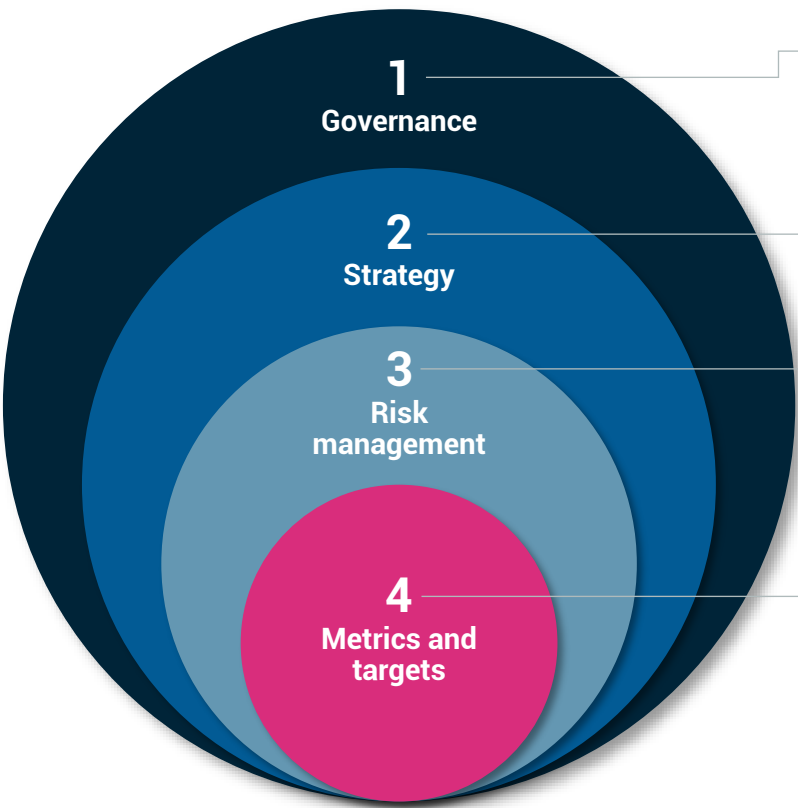 1
Governance
2
Strategy
3
Risk
management
4
Metrics and
targets